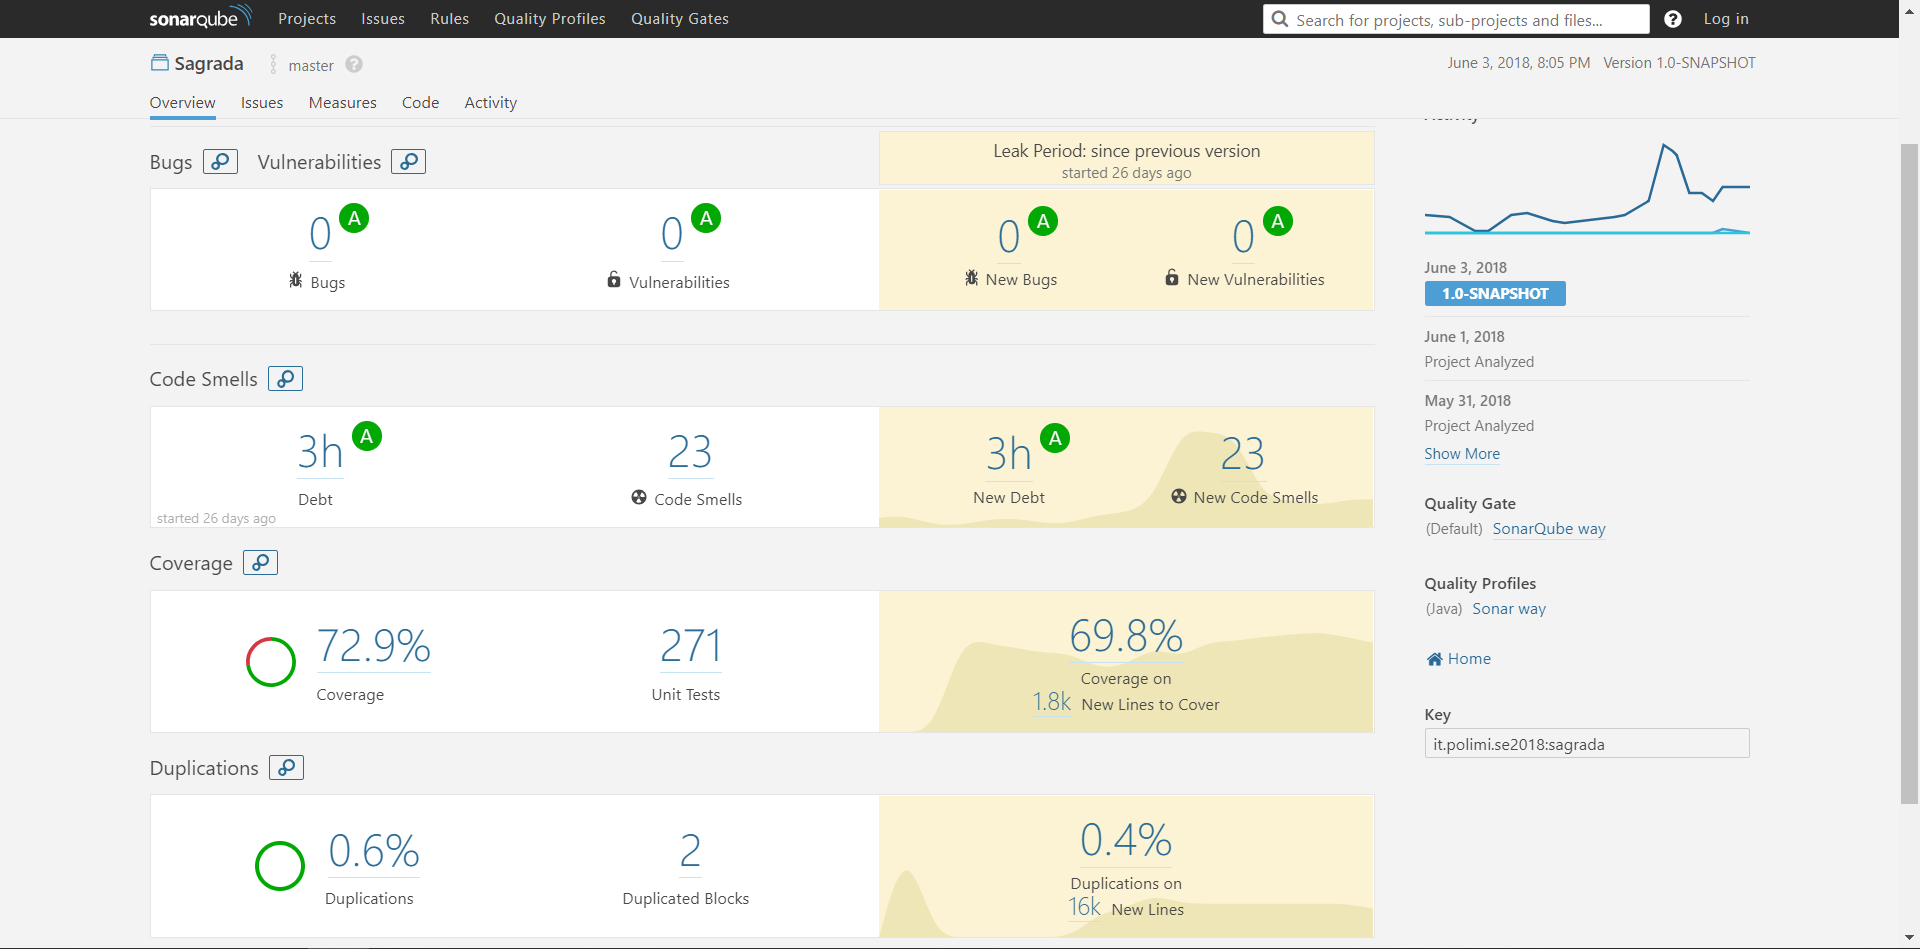 sonarqube Projects Issues Rules Quality Profiles Quality Gates Search for projects, sub-projects and files... ? Log in
Sagrada master ? June 3, 2018, 8:05 PM Version 1.0-SNAPSHOT
Overview Issues Measures Code Activity
Activity
Bugs Vulnerabilities
Leak Period: since previous version
started 26 days ago
0 A
Bugs
0 A
Vulnerabilities
0 A
New Bugs
0 A
New Vulnerabilities
Code Smells
3h A
Debt
started 26 days ago
23
Code Smells
3h A
New Debt
23
New Code Smells
Coverage
72.9%
Coverage
271
Unit Tests
69.8%
Coverage on
1.8k New Lines to Cover
Duplications
0.6%
Duplications
2
Duplicated Blocks
0.4%
Duplications on
16k New Lines
June 3, 2018
1.0-SNAPSHOT
June 1, 2018
Project Analyzed
May 31, 2018
Project Analyzed
Show More
Quality Gate
(Default) SonarQube way
Quality Profiles
(Java) Sonar way
Home
Key
it.polimi.se2018:sagrada